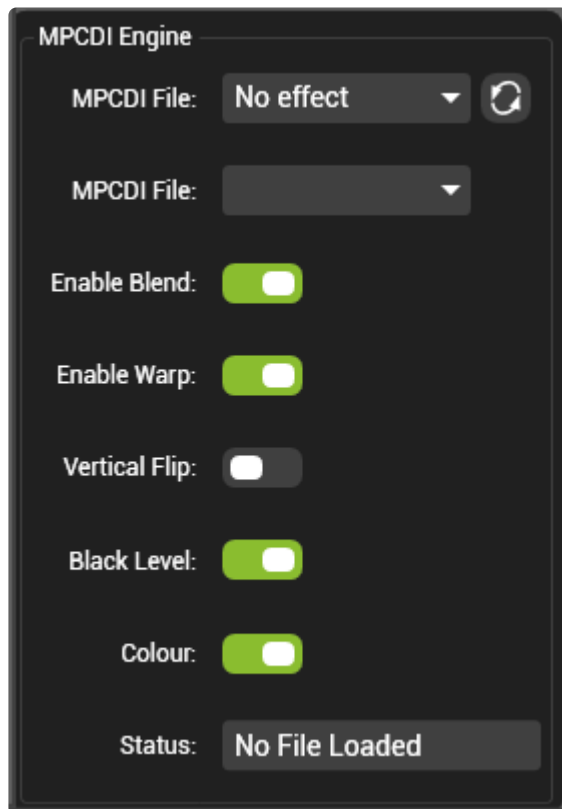 MPCDI Engine
MPCDI File: No effect
MPCDI File:
Enable Blend:
Enable Warp:
Vertical Flip:
Black Level:
Colour:
Status: No File Loaded